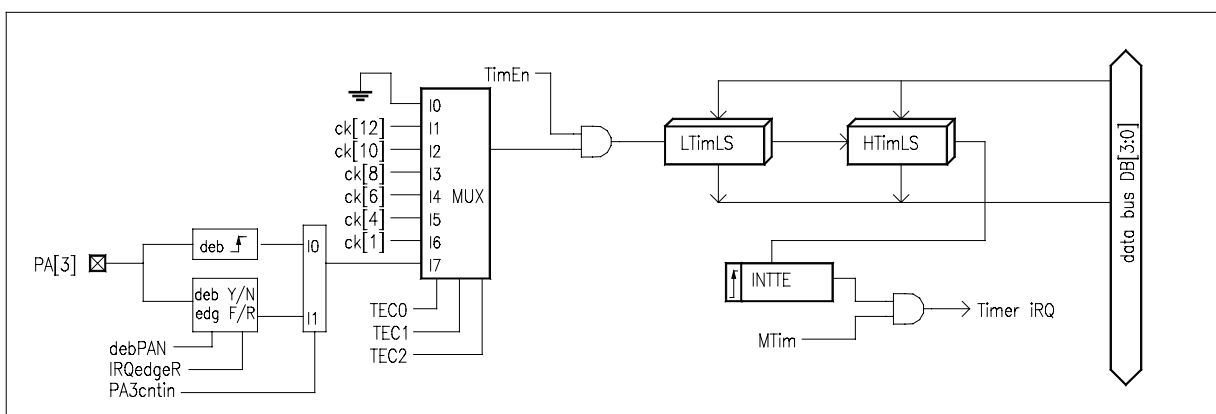 TimEn
I0
ck[12] I1
ck[10] I2
ck[8] I3
ck[6] I4 MUX
ck[4] I5
ck[1] I6
I7
LTimLS
HTimLS
data bus DB[3:0]
PA[3]
deb
I0
deb Y/N
edg F/R
I1
debPAN
IRQedgeR
PA3cntin
TEC0
TEC1
TEC2
INTTE
MTim
Timer iRQ